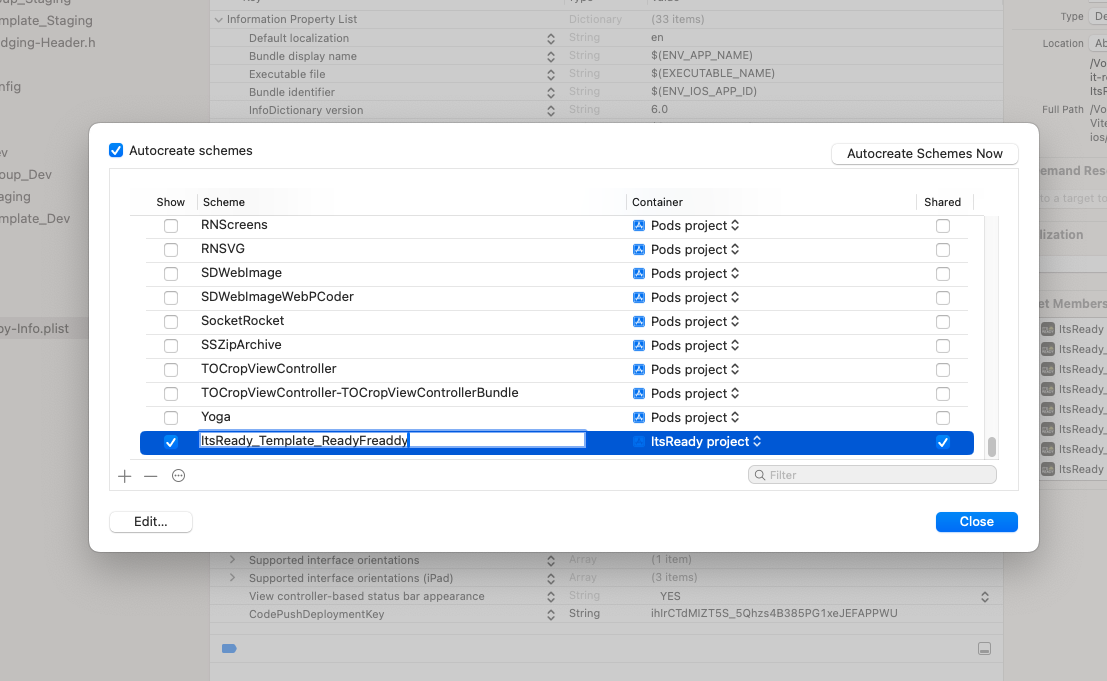 mplate_Staging
dging-Header.h
nfig
ev
oup_Dev
aging
mplate_Dev
py-Info.plist
Information Property List Dictionary (33 items)
Default localization String en
Bundle display name String $(ENV_APP_NAME)
Executable file String $(EXECUTABLE_NAME)
Bundle identifier String $(ENV_IOS_APP_ID)
InfoDictionary version String 6.0
Type De
Location Ab
/Vo
it-r
ItsR
Full Path /Vo
Vite
ios/
Autocreate schemes
Autocreate Schemes Now
Show Scheme Container Shared
RNScreens Pods project
RNSVG Pods project
SDWebImage Pods project
SDWebImageWebPCoder Pods project
SocketRocket Pods project
SSZipArchive Pods project
TOCropViewController Pods project
TOCropViewController-TOCropViewControllerBundle Pods project
Yoga Pods project
ItsReady_Template_ReadyFreaddy ItsReady project
Filter
Edit...
Close
emand Res
to a target to
lization
et Members
ItsReady
ItsReady_
ItsReady_
ItsReady_
ItsReady_
ItsReady_
ItsReady_
ItsReady
Supported interface orientations Array (1 item)
Supported interface orientations (iPad) Array (3 items)
View controller-based status bar appearance String YES
CodePushDeploymentKey String ihIrCTdMIZT5S_5Qhzs4B385PG1xeJEFAPPWU